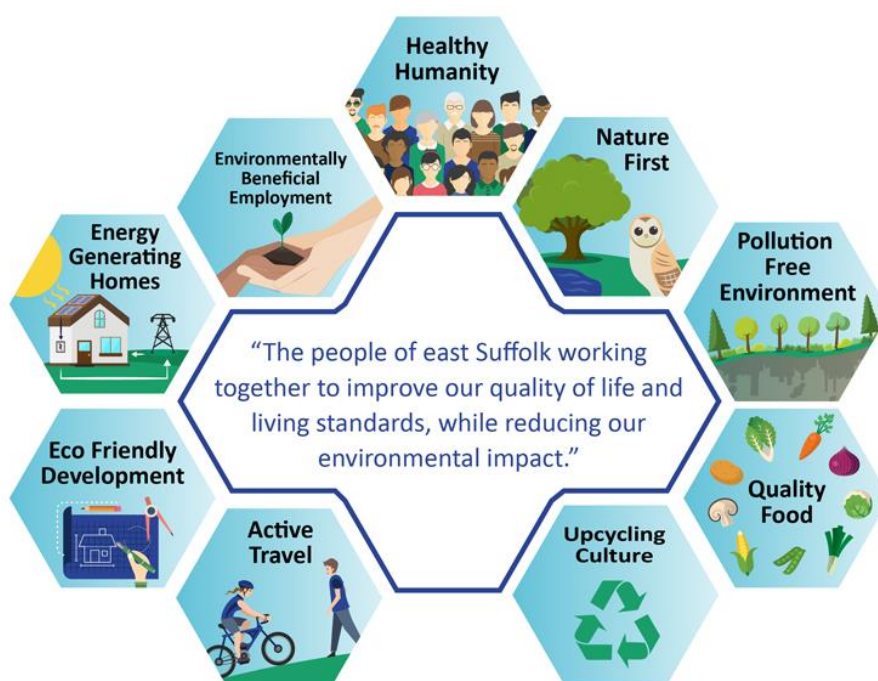 Healthy
Humanity
Environmentally
Beneficial
Employment
Nature
First
Energy
Generating
Homes
Pollution
Free
Environment
“The people of east Suffolk working
together to improve our quality of life and
living standards, while reducing our
environmental impact.”
Eco Friendly
Development
Quality
Food
Active
Travel
Upcycling
Culture